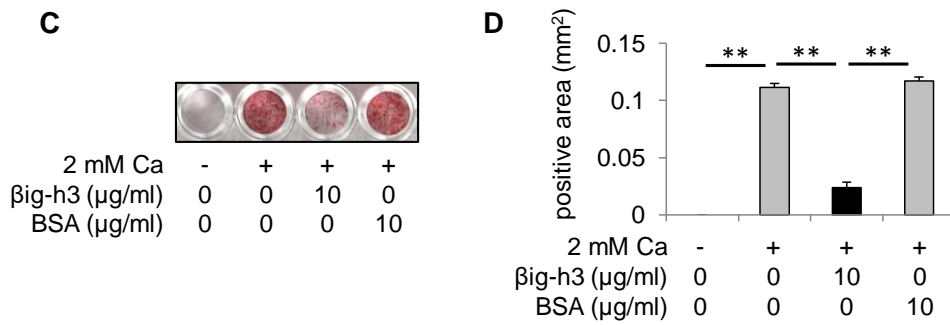 C
2 mM Ca - + + +
βig-h3 (μg/ml) 0 0 10 0
BSA (μg/ml) 0 0 0 10
D
positive area (mm²)
0.15
0.1
0.05
0
** ** **
2 mM Ca - + + +
βig-h3 (μg/ml) 0 0 10 0
BSA (μg/ml) 0 0 0 10